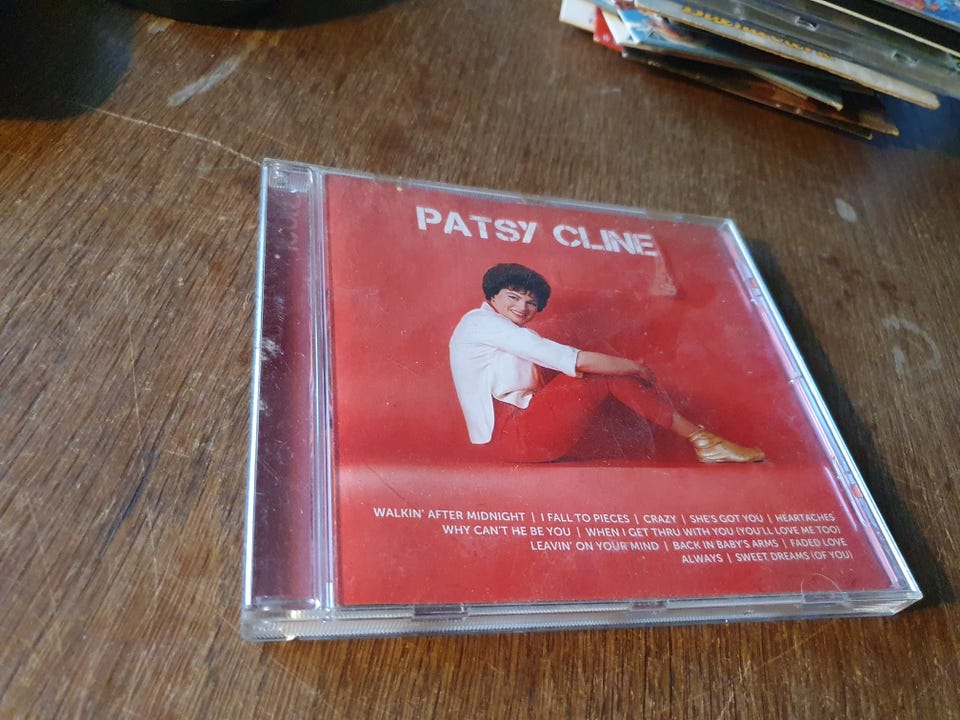 PATSY CLINE
WALKIN' AFTER MIDNIGHT | I FALL TO PIECES | CRAZY | SHE'S GOT YOU | HEARTACHES
WHY CAN'T HE BE YOU | WHEN I GET THRU WITH YOU (YOU'LL LOVE ME TOO)
LEAVIN' ON YOUR MIND | BACK IN BABY'S ARMS | FADED LOVE
ALWAYS | SWEET DREAMS (OF YOU)